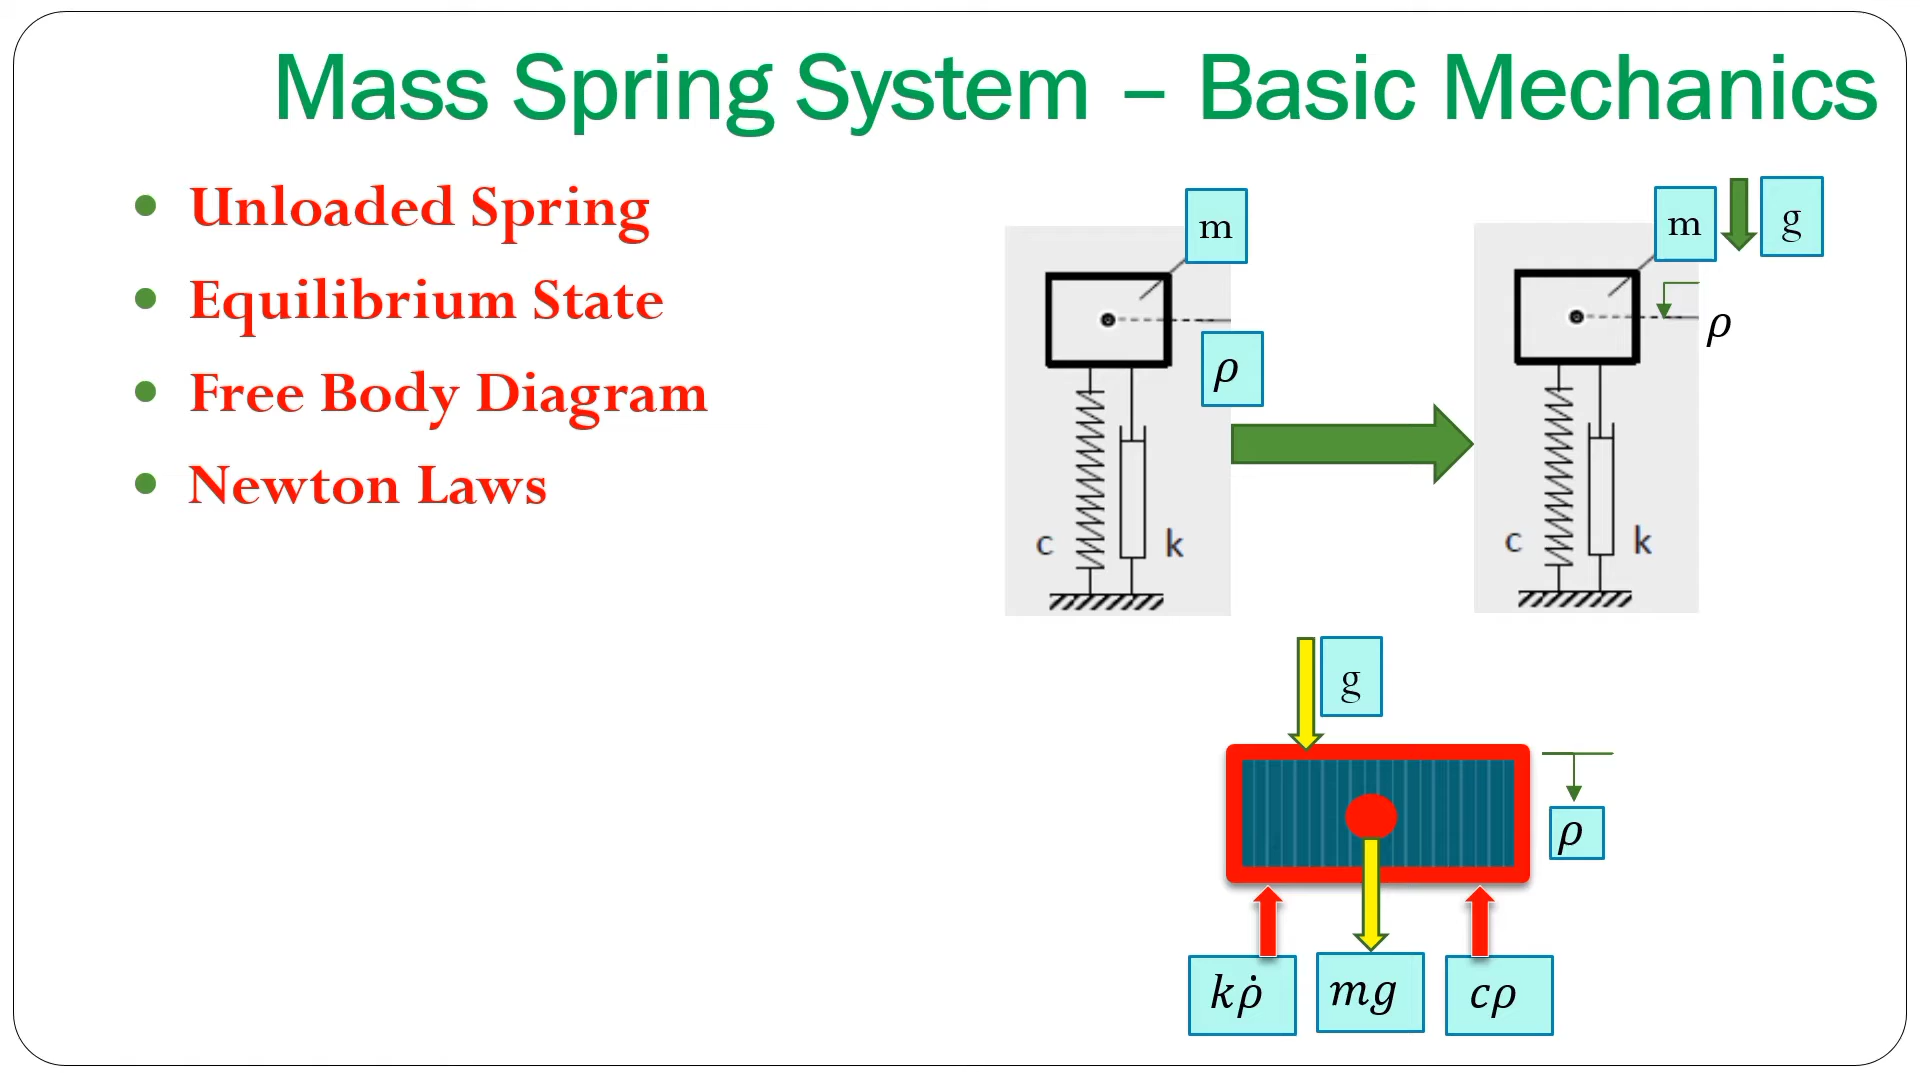 Mass Spring System – Basic Mechanics
• Unloaded Spring
• Equilibrium State
• Free Body Diagram
• Newton Laws
m
ρ
c
k
m
g
ρ
c
k
g
ρ
kρ̇
mg
cρ